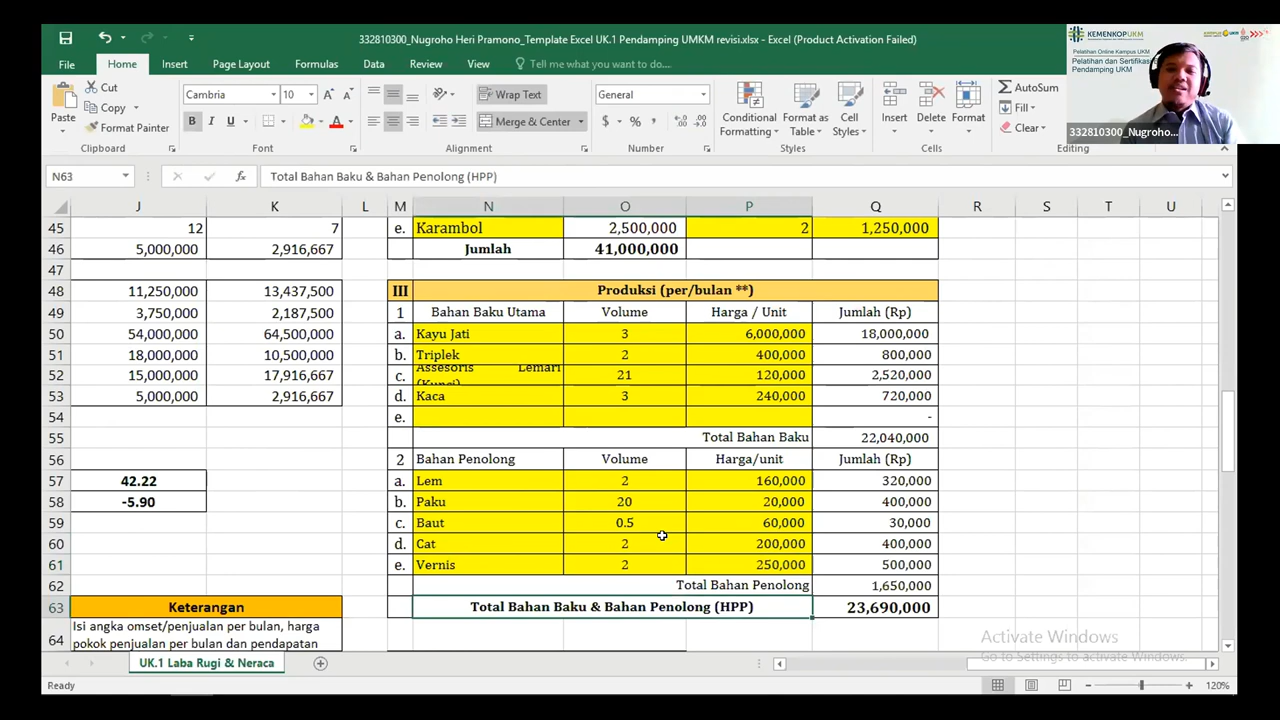 332810300_Nugroho Heri Pramono_Template Excel UK.1 Pendamping UMKM revisi.xlsx - Excel (Product Activation Failed)
KEMENKOPUKM
Pelatihan Online Kampus UKM
Pelatihan dan Sertifikasi
Pendamping UKM
332810300_Nugroho...
File Home Insert Page Layout Formulas Data Review View Tell me what you want to do...
Paste
Cut
Copy
Format Painter
Clipboard
Cambria 10
B I U
Font
Wrap Text
Merge & Center
Alignment
General
$ % ,
Number
Conditional Formatting
Format as Table
Cell Styles
Styles
Insert Delete Format
Cells
AutoSum
Fill
Clear
Editing
N63 fx Total Bahan Baku & Bahan Penolong (HPP)
J K L M N O P Q R S T U
45 12 7 e. Karambol 2,500,000 2 1,250,000
46 5,000,000 2,916,667 Jumlah 41,000,000
47
48 11,250,000 13,437,500 III Produksi (per/bulan **)
49 3,750,000 2,187,500 1 Bahan Baku Utama Volume Harga / Unit Jumlah (Rp)
50 54,000,000 64,500,000 a. Kayu Jati 3 6,000,000 18,000,000
51 18,000,000 10,500,000 b. Triplek 2 400,000 800,000
52 15,000,000 17,916,667 c. Assesoris Lemari (Kunci) 21 120,000 2,520,000
53 5,000,000 2,916,667 d. Kaca 3 240,000 720,000
54 e. -
55 Total Bahan Baku 22,040,000
56 2 Bahan Penolong Volume Harga/unit Jumlah (Rp)
57 42.22 a. Lem 2 160,000 320,000
58 -5.90 b. Paku 20 20,000 400,000
59 c. Baut 0.5 60,000 30,000
60 d. Cat 2 200,000 400,000
61 e. Vernis 2 250,000 500,000
62 Total Bahan Penolong 1,650,000
63 Keterangan Total Bahan Baku & Bahan Penolong (HPP) 23,690,000
64 Isi angka omset/penjualan per bulan, harga
pokok penjualan per bulan dan pendapatan
Activate Windows
Go to Settings to activate Windows.
UK.1 Laba Rugi & Neraca
Ready
120%